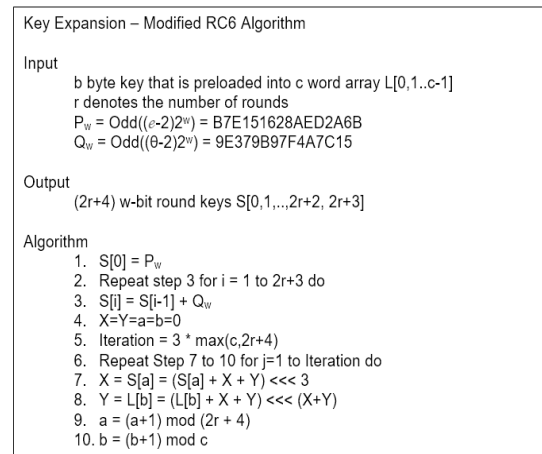 Key Expansion – Modified RC6 Algorithm
Input
b byte key that is preloaded into c word array L[0,1..c-1]
r denotes the number of rounds
Pw = Odd((e-2)2w) = B7E151628AED2A6B
Qw = Odd((θ-2)2w) = 9E379B97F4A7C15
Output
(2r+4) w-bit round keys S[0,1,..,2r+2, 2r+3]
Algorithm
1. S[0] = Pw
2. Repeat step 3 for i = 1 to 2r+3 do
3. S[i] = S[i-1] + Qw
4. X=Y=a=b=0
5. Iteration = 3 * max(c,2r+4)
6. Repeat Step 7 to 10 for j=1 to Iteration do
7. X = S[a] = (S[a] + X + Y) <<< 3
8. Y = L[b] = (L[b] + X + Y) <<< (X+Y)
9. a = (a+1) mod (2r + 4)
10. b = (b+1) mod c